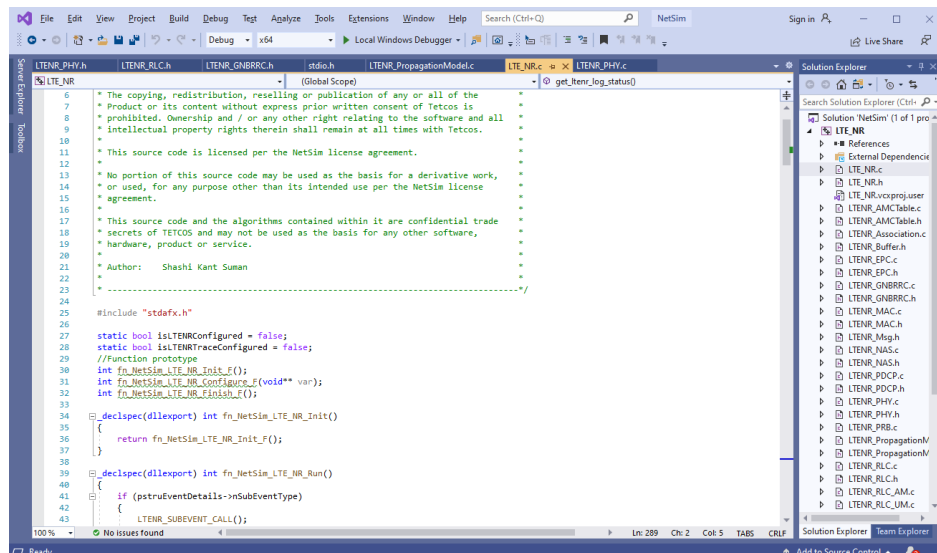 File Edit View Project Build Debug Test Analyze Tools Extensions Window Help Search (Ctrl+Q) NetSim Sign in
Debug x64 Local Windows Debugger Live Share
Server Explorer
Toolbox
LTENR_PHY.h LTENR_RLC.h LTENR_GNBRRC.h stdio.h LTENR_PropagationModel.c LTE_NR.c LTENR_PHY.c
LTE_NR (Global Scope) get_ltenr_log_status()
6 * The copying, redistribution, reselling or publication of any or all of the *
7 * Product or its content without express prior written consent of Tetcos is *
8 * prohibited. Ownership and / or any other right relating to the software and all *
9 * intellectual property rights therein shall remain at all times with Tetcos. *
10 * *
11 * This source code is licensed per the NetSim license agreement. *
12 * *
13 * No portion of this source code may be used as the basis for a derivative work, *
14 * or used, for any purpose other than its intended use per the NetSim license *
15 * agreement. *
16 * *
17 * This source code and the algorithms contained within it are confidential trade *
18 * secrets of TETCOS and may not be used as the basis for any other software, *
19 * hardware, product or service. *
20 * *
21 * Author: Shashi Kant Suman *
22 * *
23 * ---------------------------------------------------------------------------------*/
24
25 #include "stdafx.h"
26
27 static bool isLTENRConfigured = false;
28 static bool isLTENRTraceConfigured = false;
29 //Function prototype
30 int fn_NetSim_LTE_NR_Init_F();
31 int fn_NetSim_LTE_NR_Configure_F(void** var);
32 int fn_NetSim_LTE_NR_Finish_F();
33
34 _declspec(dllexport) int fn_NetSim_LTE_NR_Init()
35 {
36 return fn_NetSim_LTE_NR_Init_F();
37 }
38
39 _declspec(dllexport) int fn_NetSim_LTE_NR_Run()
40 {
41 if (pstruEventDetails->nSubEventType)
42 {
43 LTENR_SUBEVENT_CALL();
100 % No issues found Ln: 289 Ch: 2 Col: 5 TABS CRLF
Solution Explorer
Search Solution Explorer (Ctrl+
Solution 'NetSim' (1 of 1 pro
LTE_NR
References
External Dependencie
LTE_NR.c
LTE_NR.h
LTE_NR.vcxproj.user
LTENR_AMCTable.c
LTENR_AMCTable.h
LTENR_Association.c
LTENR_Buffer.h
LTENR_EPC.c
LTENR_EPC.h
LTENR_GNBRRC.c
LTENR_GNBRRC.h
LTENR_MAC.c
LTENR_MAC.h
LTENR_Msg.h
LTENR_NAS.c
LTENR_NAS.h
LTENR_PDCP.c
LTENR_PDCP.h
LTENR_PHY.c
LTENR_PHY.h
LTENR_PRB.c
LTENR_PropagationM
LTENR_PropagationM
LTENR_RLC.c
LTENR_RLC.h
LTENR_RLC_AM.c
LTENR_RLC_UM.c
Solution Explorer Team Explorer
Ready Add to Source Control